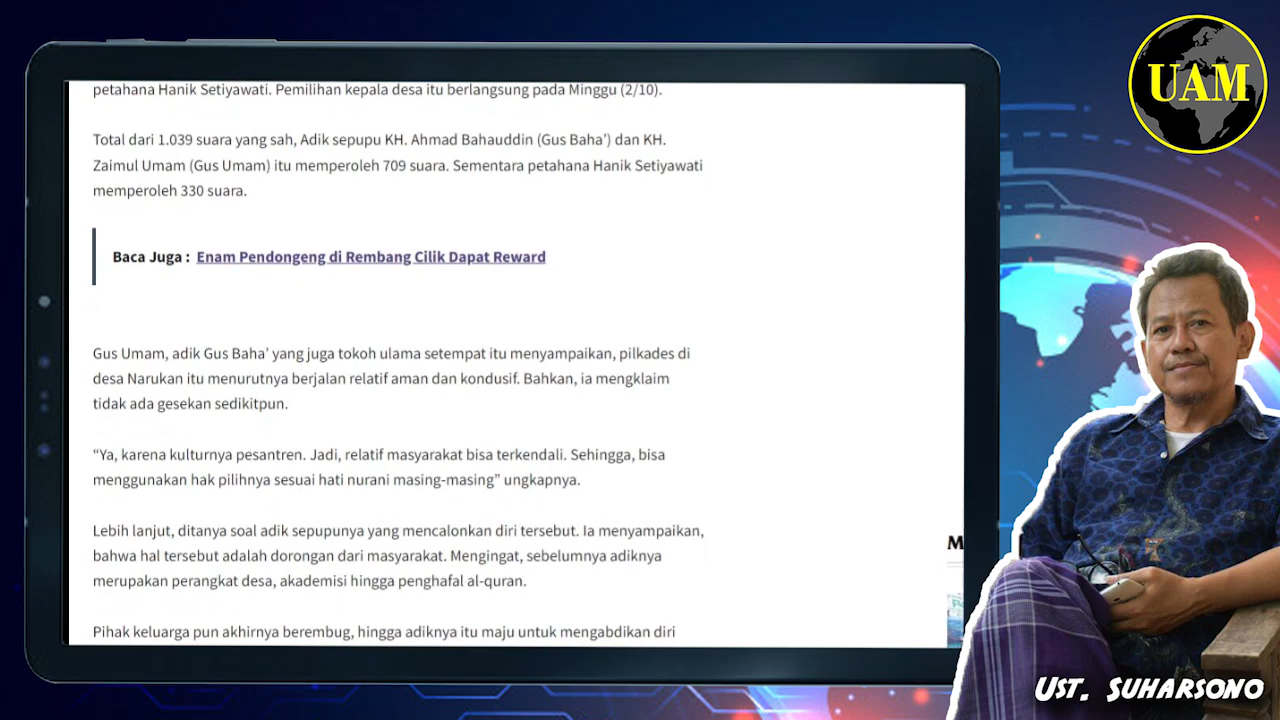 petahana Hanik Setiyawati. Pemilihan kepala desa itu berlangsung pada Minggu (2/10).
Total dari 1.039 suara yang sah, Adik sepupu KH. Ahmad Bahauddin (Gus Baha’) dan KH.
Zaimul Umam (Gus Umam) itu memperoleh 709 suara. Sementara petahana Hanik Setiyawati
memperoleh 330 suara.
Baca Juga : Enam Pendongeng di Rembang Cilik Dapat Reward
Gus Umam, adik Gus Baha’ yang juga tokoh ulama setempat itu menyampaikan, pilkades di
desa Narukan itu menurutnya berjalan relatif aman dan kondusif. Bahkan, ia mengklaim
tidak ada gesekan sedikitpun.
“Ya, karena kulturnya pesantren. Jadi, relatif masyarakat bisa terkendali. Sehingga, bisa
menggunakan hak pilihnya sesuai hati nurani masing-masing” ungkapnya.
Lebih lanjut, ditanya soal adik sepupunya yang mencalonkan diri tersebut. Ia menyampaikan,
bahwa hal tersebut adalah dorongan dari masyarakat. Mengingat, sebelumnya adiknya
merupakan perangkat desa, akademisi hingga penghafal al-quran.
Pihak keluarga pun akhirnya berembug, hingga adiknya itu maju untuk mengabdikan diri
M
UAM
UST. SUHARSONO